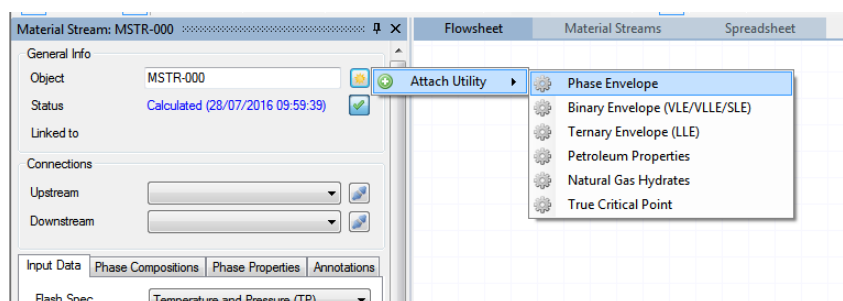 Material Stream: MSTR-000
Flowsheet
Material Streams
Spreadsheet
General Info
Object
MSTR-000
Attach Utility
Phase Envelope
Status
Calculated (28/07/2016 09:59:39)
Binary Envelope (VLE/VLLE/SLE)
Linked to
Ternary Envelope (LLE)
Connections
Petroleum Properties
Upstream
Natural Gas Hydrates
Downstream
True Critical Point
Input Data
Phase Compositions
Phase Properties
Annotations
Flash Spec
Temperature and Pressure (TP)